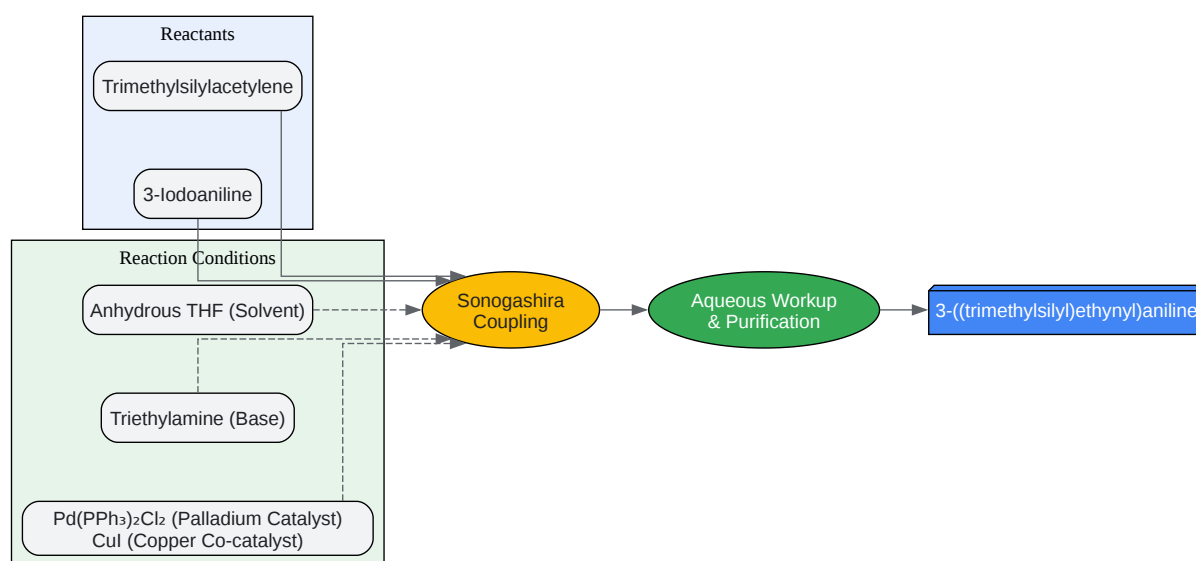 Reactants
Trimethylsilylacetylene
3-Iodoaniline
Reaction Conditions
Anhydrous THF (Solvent)
Triethylamine (Base)
Pd(PPh₃)₂Cl₂ (Palladium Catalyst)
CuI (Copper Co-catalyst)
Sonogashira
Coupling
Aqueous Workup
& Purification
3-((trimethylsilyl)ethynyl)aniline